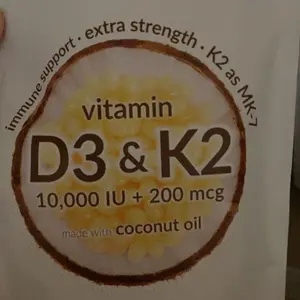 immune support · extra strength · K2 as MK-7
vitamin
D3 & K2
10,000 IU + 200 mcg
made with coconut oil